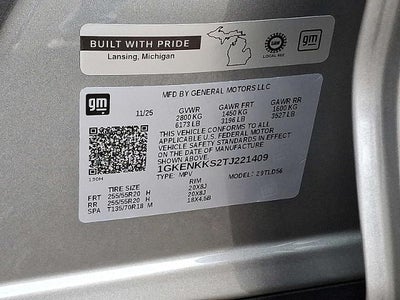 BUILT WITH PRIDE
Lansing, Michigan
UAW
LOCAL 602
gm
MFD BY GENERAL MOTORS LLC
gm
11/25 GVWR GAWR FRT GAWR RR
2800 KG 1450 KG 1600 KG
6173 LB 3196 LB 3527 LB
THIS VEHICLE CONFORMS TO ALL
APPLICABLE U.S. FEDERAL MOTOR
VEHICLE SAFETY STANDARDS IN
EFFECT ON THE DATE OF MANUFACTURE
SHOWN ABOVE.
1GKENKKS2TJ221409
TYPE: MPV MODEL:
TIRE SIZE RIM
FRT 255/55R20 H 20X8J
RR 255/55R20 H 20X8J
SPA T135/70R18 M 18X4.5B